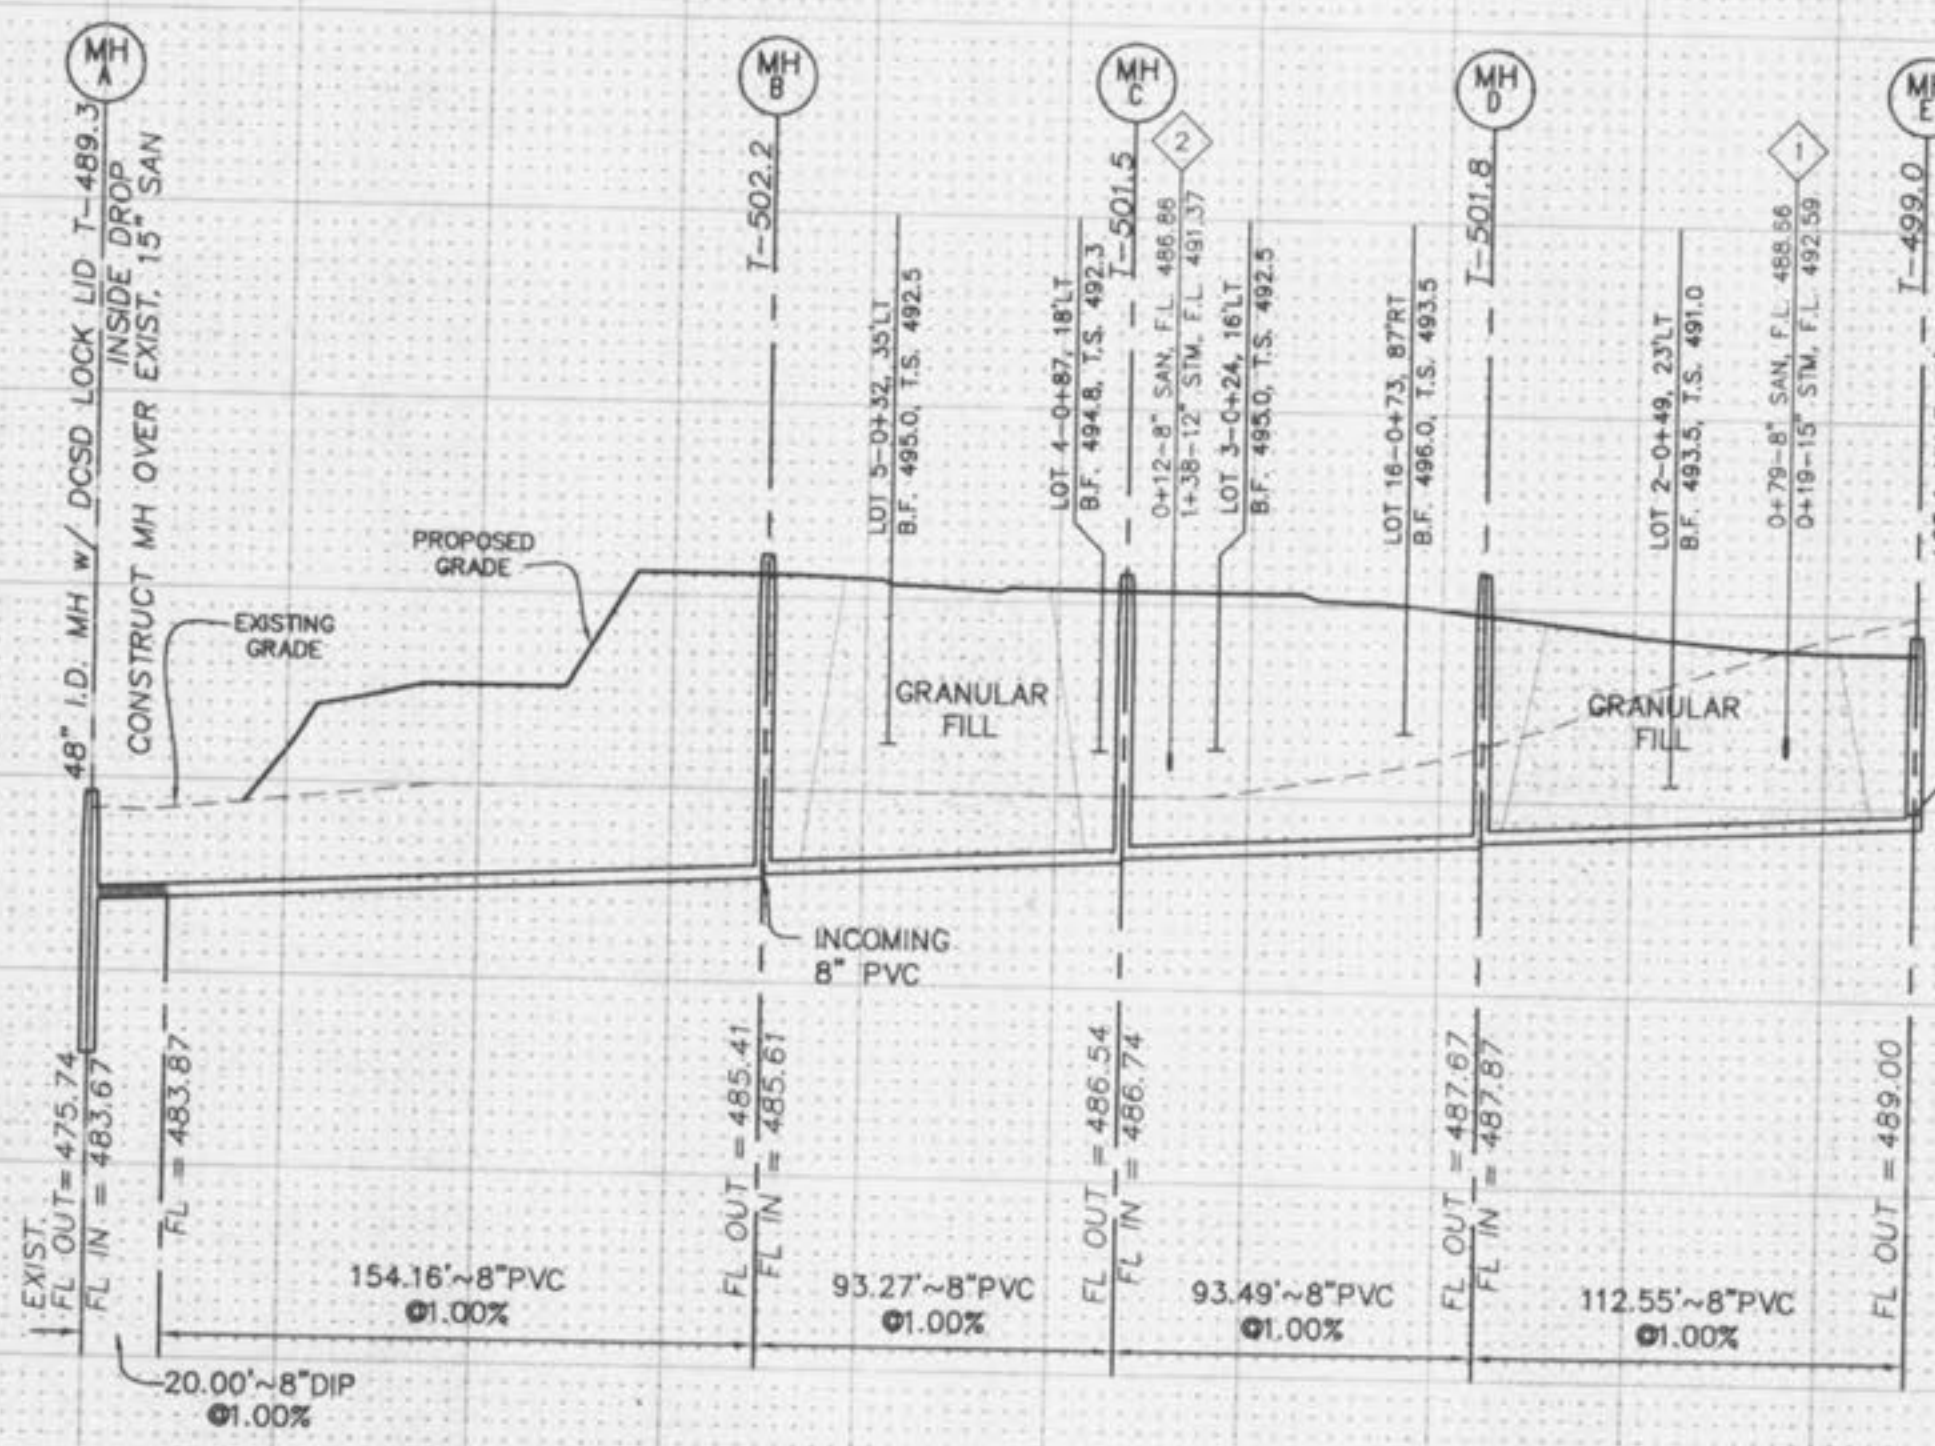 MH
A
48" I.D. MH w/ DCSD LOCK LID T-489.3
INSIDE DROP
CONSTRUCT MH OVER EXIST. 15" SAN
MH
B
T-502.2
MH
C
T-501.5
2
0+12-8" SAN, F.L. 486.86
1+38-12" STM, F.L. 491.37
MH
D
T-501.8
1
0+79-8" SAN, F.L. 488.66
0+19-15" STM, F.L. 492.59
E
T-499.0
LOT 5-0+32, 35'LT
B.F. 495.0, T.S. 492.5
LOT 4-0+87, 18'LT
B.F. 494.8, T.S. 492.3
LOT 3-0+24, 16'LT
B.F. 495.0, T.S. 492.5
LOT 16-0+73, 87'RT
B.F. 496.0, T.S. 493.5
LOT 2-0+49, 23'LT
B.F. 493.5, T.S. 491.0
PROPOSED
GRADE
EXISTING
GRADE
GRANULAR
FILL
GRANULAR
FILL
INCOMING
8" PVC
EXIST.
FL OUT=475.74
FL IN = 483.67
FL = 483.87
FL OUT = 485.41
FL IN = 485.61
FL OUT = 486.54
FL IN = 486.74
FL OUT = 487.67
FL IN = 487.87
FL OUT = 489.00
154.16'~8"PVC
@1.00%
93.27'~8"PVC
@1.00%
93.49'~8"PVC
@1.00%
112.55'~8"PVC
@1.00%
20.00'~8"DIP
@1.00%